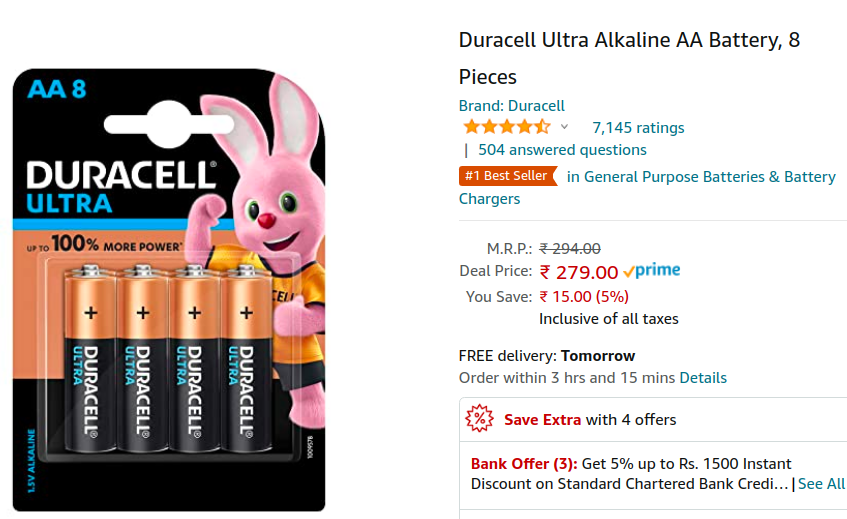 AA 8
DURACELL®
ULTRA
UP TO 100% MORE POWER*
+ + + +
DURACELL® ULTRA
DURACELL® ULTRA
DURACELL® ULTRA
DURACELL® ULTRA
1.5V ALKALINE
Duracell Ultra Alkaline AA Battery, 8
Pieces
Brand: Duracell
7,145 ratings
| 504 answered questions
#1 Best Seller in General Purpose Batteries & Battery
Chargers
M.R.P.: ₹ 294.00
Deal Price: ₹ 279.00 prime
You Save: ₹ 15.00 (5%)
Inclusive of all taxes
FREE delivery: Tomorrow
Order within 3 hrs and 15 mins Details
Save Extra with 4 offers
Bank Offer (3): Get 5% up to Rs. 1500 Instant
Discount on Standard Chartered Bank Credi... | See All